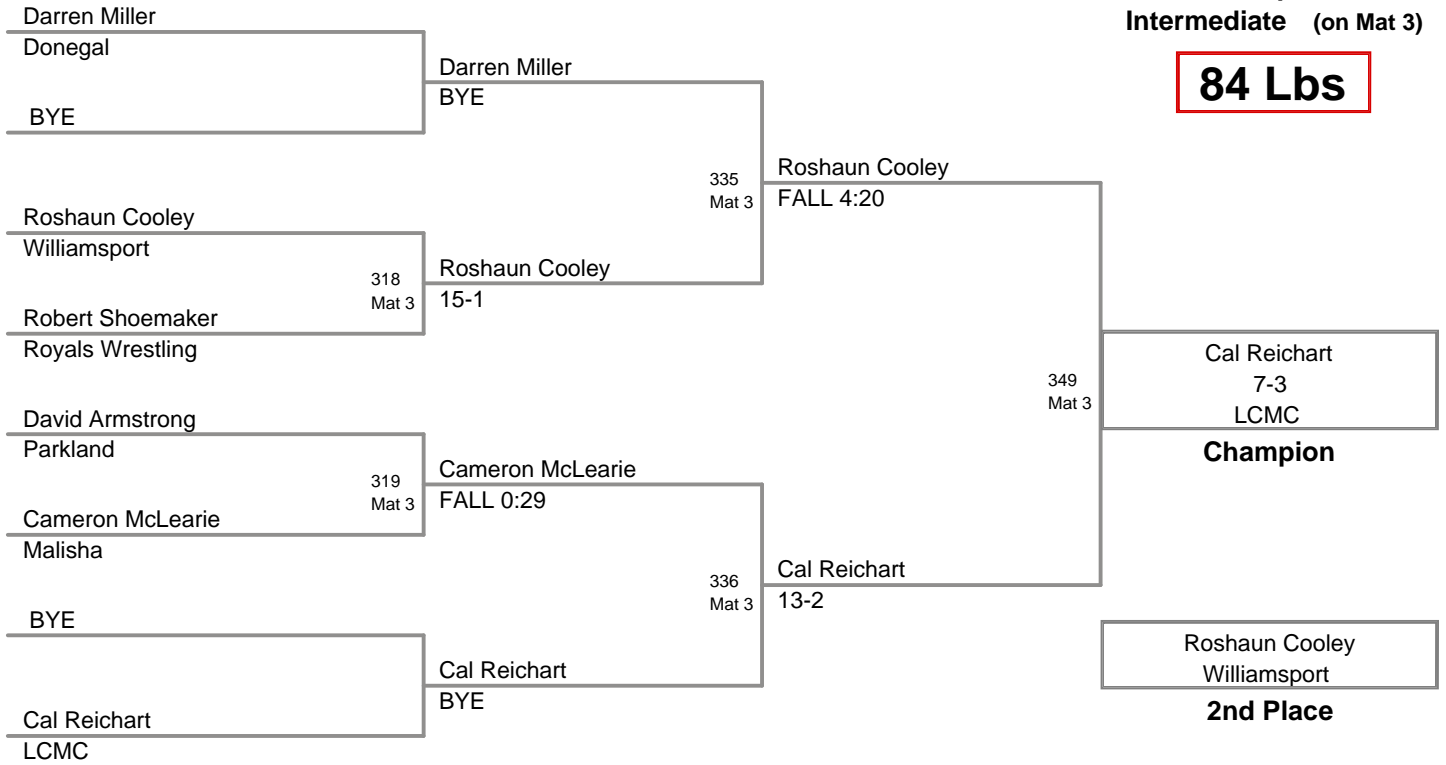 Intermediate (on Mat 3)
84 Lbs
Darren Miller
Donegal
BYE
Darren Miller
BYE
Roshaun Cooley
Williamsport
318
Mat 3
Robert Shoemaker
Royals Wrestling
Roshaun Cooley
15-1
335
Mat 3
Roshaun Cooley
FALL 4:20
David Armstrong
Parkland
319
Mat 3
Cameron McLearie
Malisha
Cameron McLearie
FALL 0:29
BYE
Cal Reichart
LCMC
Cal Reichart
BYE
336
Mat 3
Cal Reichart
13-2
349
Mat 3
Cal Reichart
7-3
LCMC
Champion
Roshaun Cooley
Williamsport
2nd Place